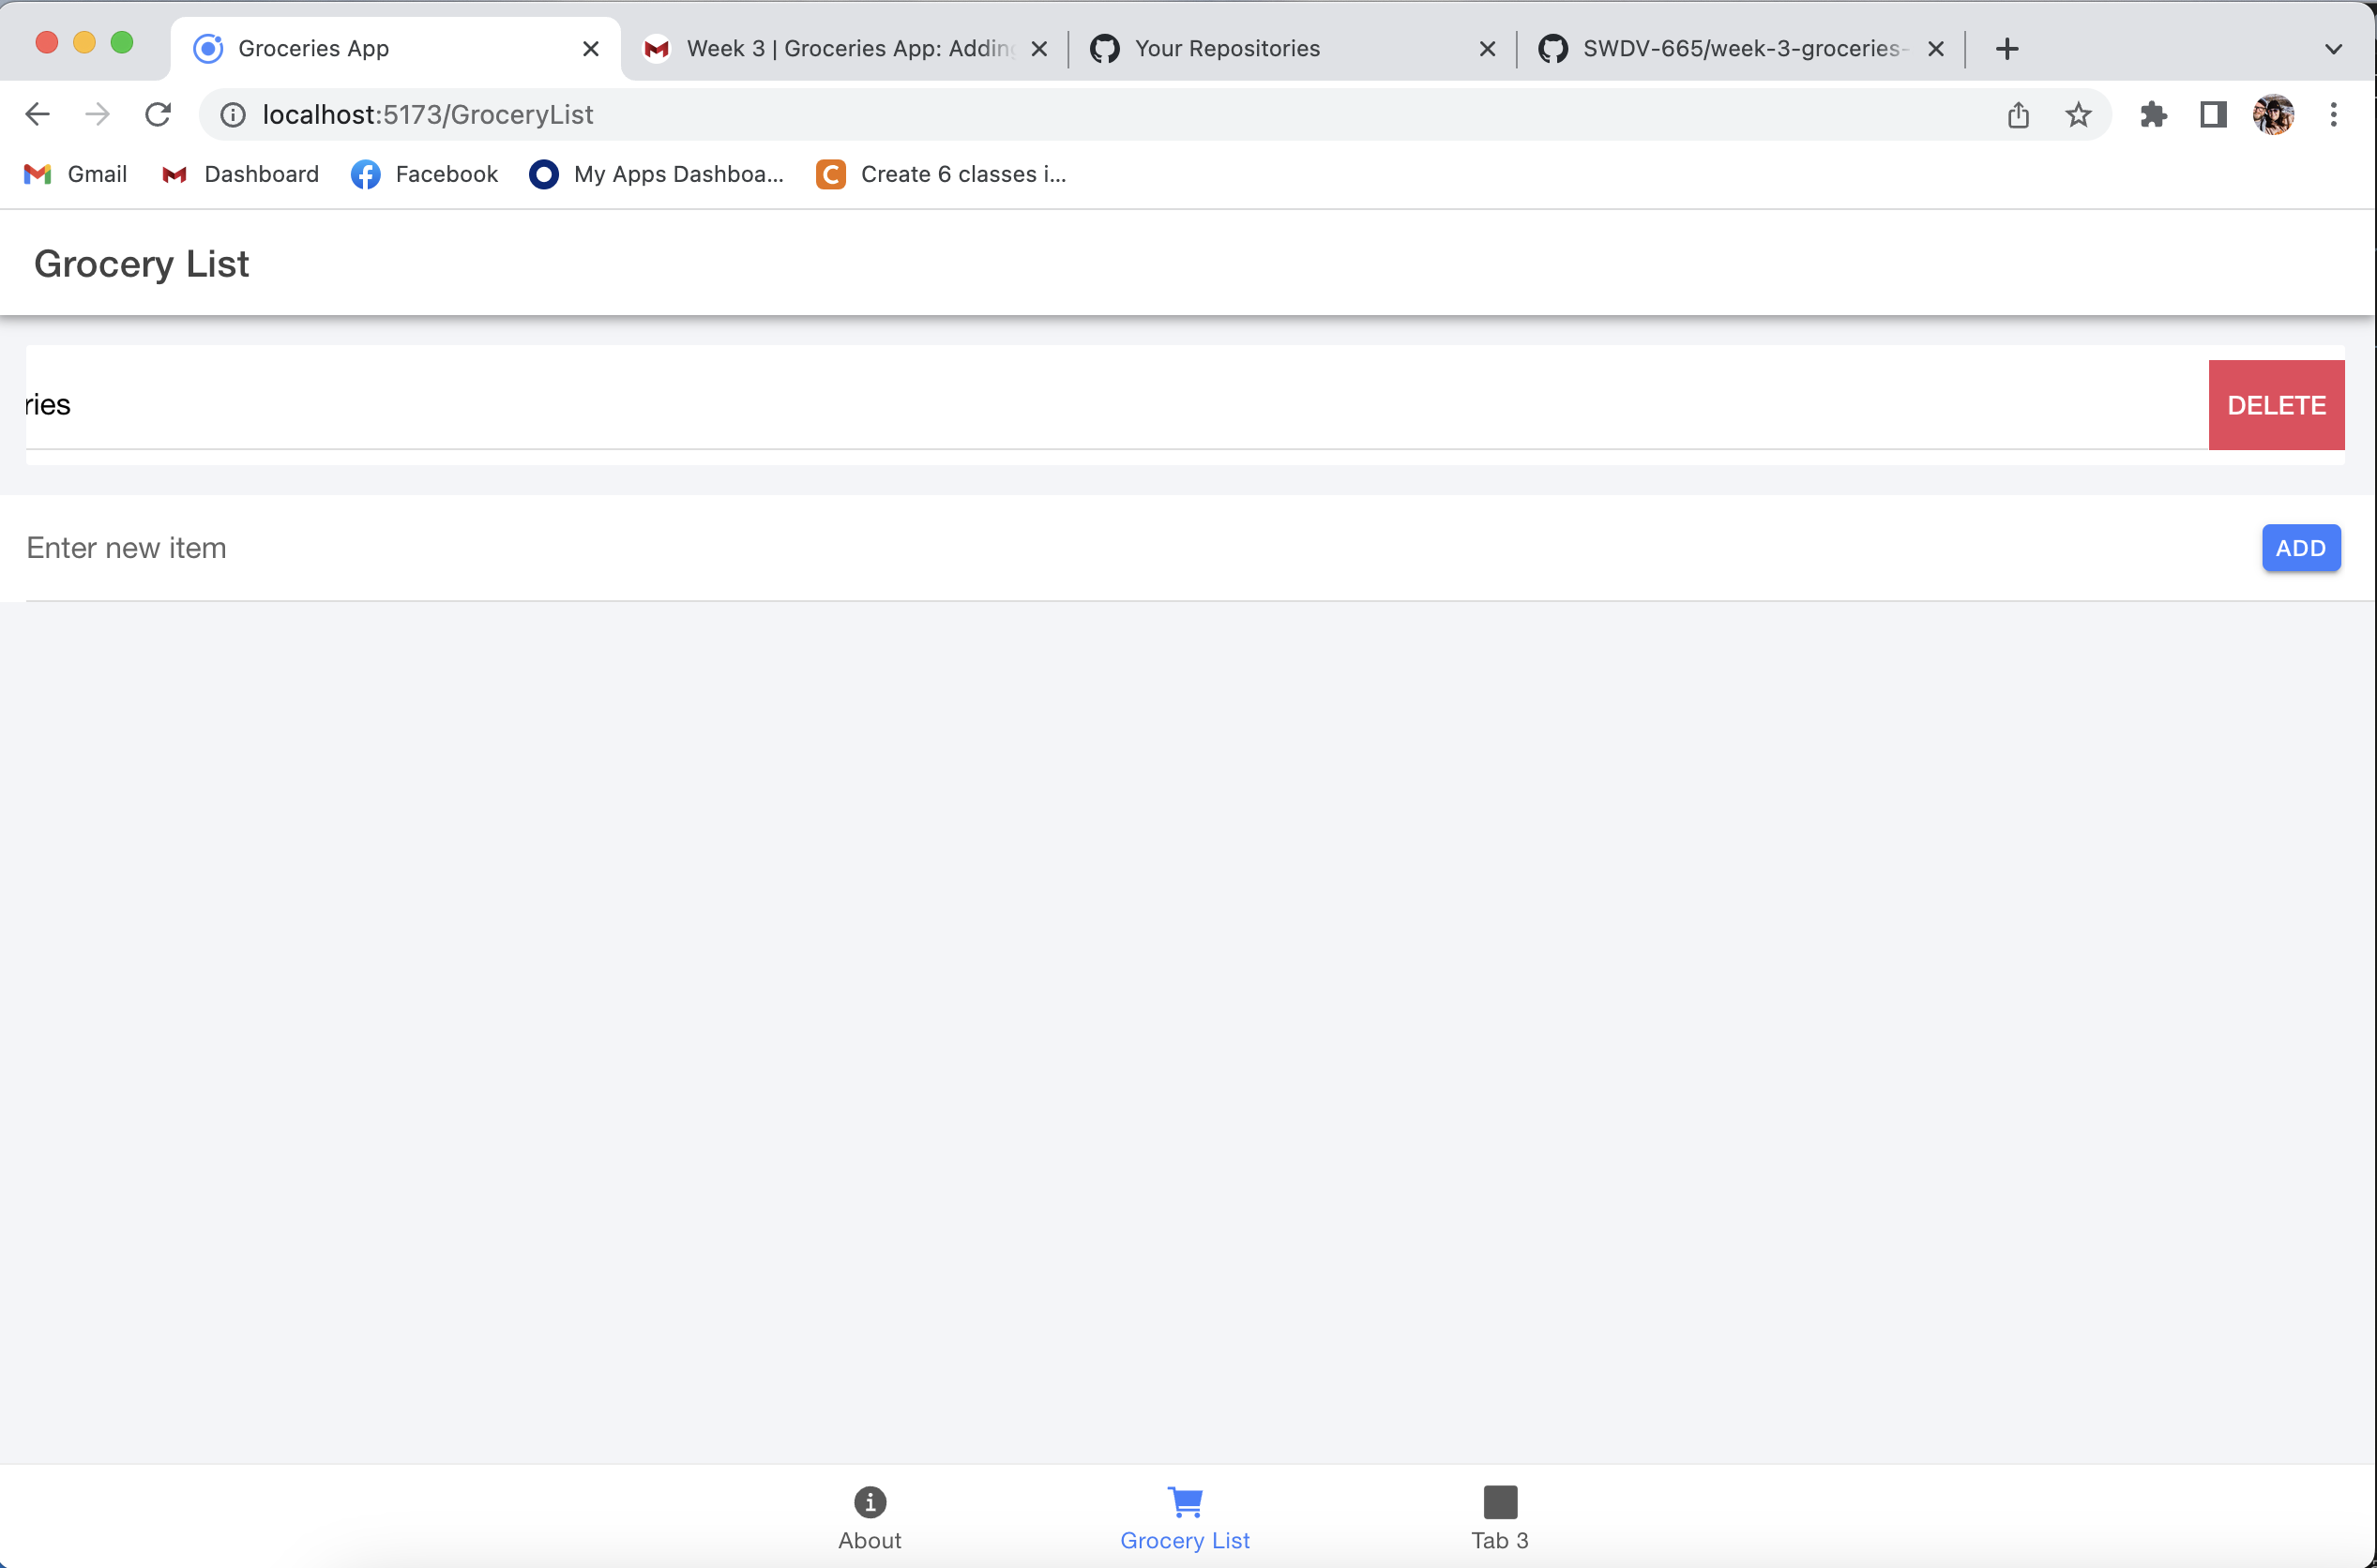 Groceries App
Week 3 | Groceries App: Adding
Your Repositories
SWDV-665/week-3-groceries-
localhost:5173/GroceryList
Gmail
Dashboard
Facebook
My Apps Dashboa...
Create 6 classes i...
Grocery List
ries
DELETE
Enter new item
ADD
About
Grocery List
Tab 3